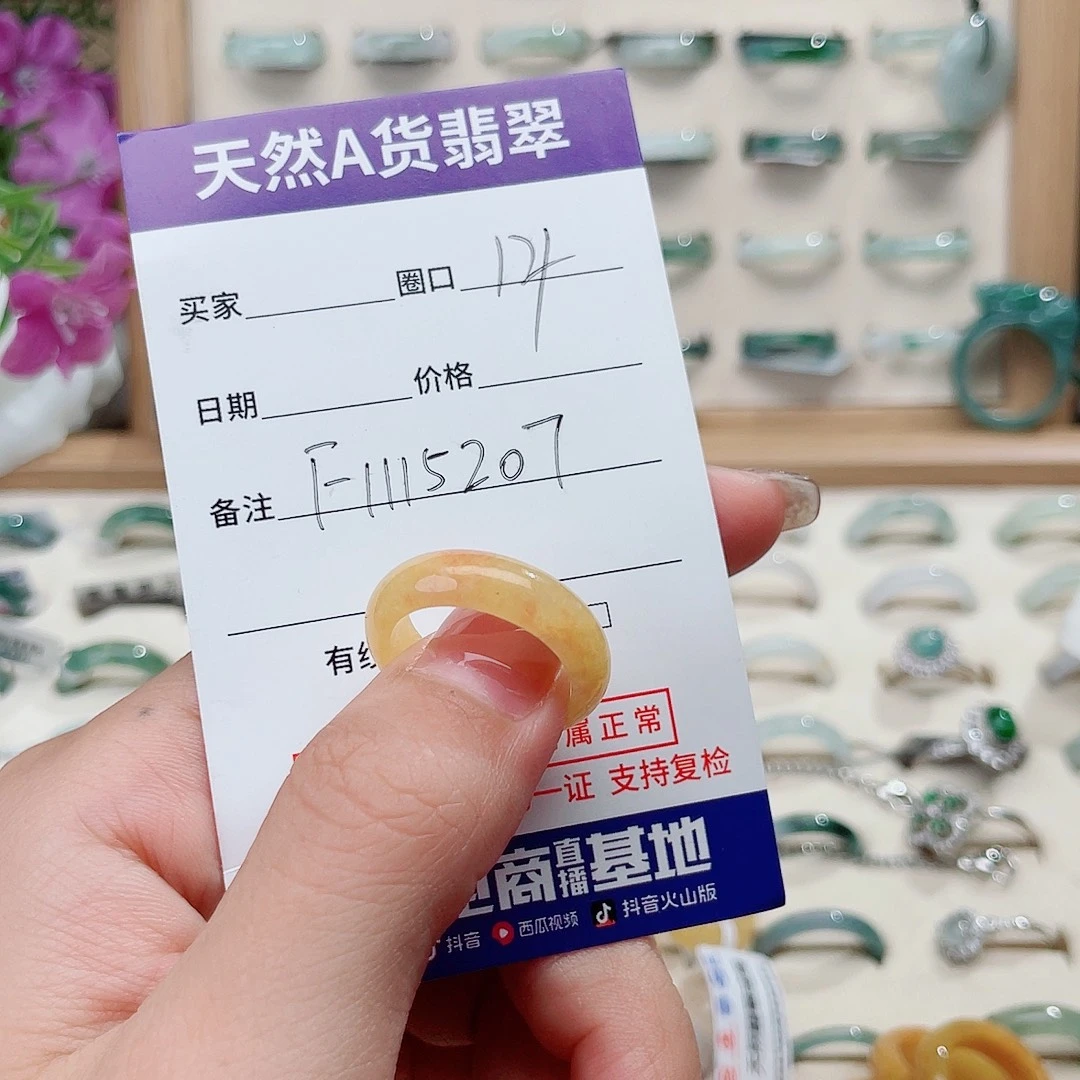 天然A货翡翠
买家 圈口 14
日期 价格
备注 F-1115207
有纟
属正常
一证 支持复检
商直播基地
抖音 西瓜视频 抖音火山版